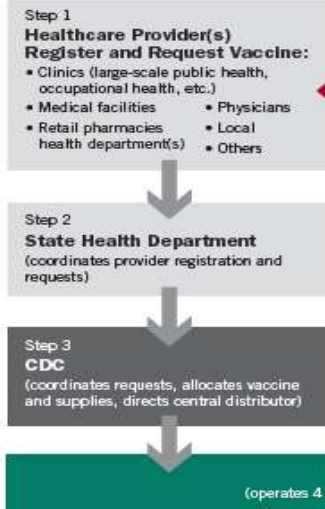 Step 1
Healthcare Provider(s)
Register and Request Vaccine:
• Clinics (large-scale public health,
occupational health, etc.)
• Medical facilities • Physicians
• Retail pharmacies • Local
health department(s) • Others
Step 2
State Health Department
(coordinates provider registration and
requests)
Step 3
CDC
(coordinates requests, allocates vaccine
and supplies, directs central distributor)
(operates 4